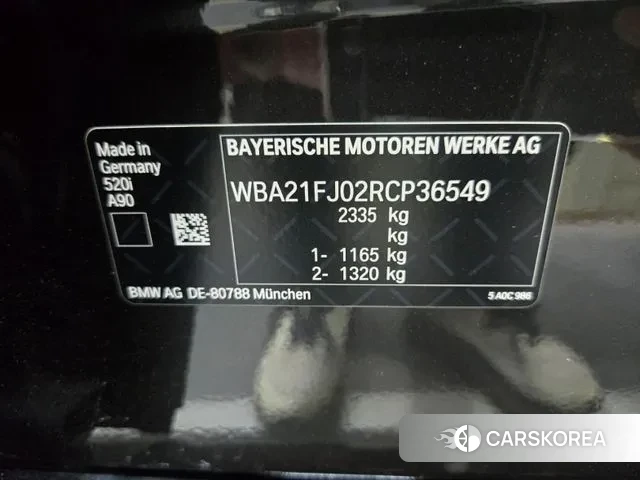 Made in
Germany
520i
A90
BAYERISCHE MOTOREN WERKE AG
WBA21FJ02RCP36549
2335 kg
kg
1- 1165 kg
2- 1320 kg
BMW AG DE-80788 München
5A0C986
CARSKOREA